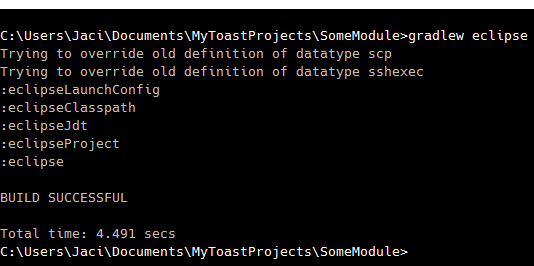 C:\Users\Jaci\Documents\MyToastProjects\SomeModule>gradlew eclipse
Trying to override old definition of datatype scp
Trying to override old definition of datatype sshexec
:eclipseLaunchConfig
:eclipseClasspath
:eclipseJdt
:eclipseProject
:eclipse
BUILD SUCCESSFUL
Total time: 4.491 secs
C:\Users\Jaci\Documents\MyToastProjects\SomeModule>